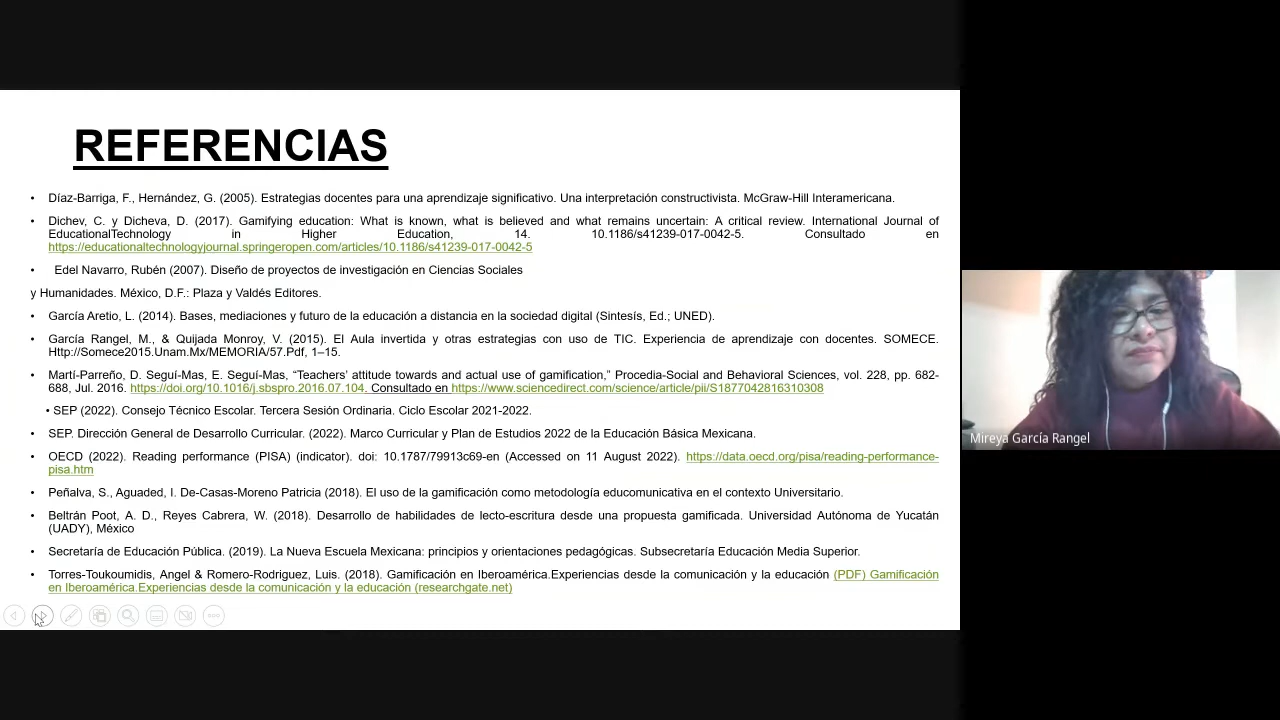 REFERENCIAS
• Díaz-Barriga, F., Hernández, G. (2005). Estrategias docentes para una aprendizaje significativo. Una interpretación constructivista. McGraw-Hill Interamericana.
• Dichev, C. y Dicheva, D. (2017). Gamifying education: What is known, what is believed and what remains uncertain: A critical review. International Journal of
EducationalTechnology in Higher Education, 14. 10.1186/s41239-017-0042-5. Consultado en
https://educationaltechnologyjournal.springeropen.com/articles/10.1186/s41239-017-0042-5
• Edel Navarro, Rubén (2007). Diseño de proyectos de investigación en Ciencias Sociales
y Humanidades. México, D.F.: Plaza y Valdés Editores.
• García Aretio, L. (2014). Bases, mediaciones y futuro de la educación a distancia en la sociedad digital (Sintesís, Ed.; UNED).
• García Rangel, M., & Quijada Monroy, V. (2015). El Aula invertida y otras estrategias con uso de TIC. Experiencia de aprendizaje con docentes. SOMECE.
Http://Somece2015.Unam.Mx/MEMORIA/57.Pdf, 1–15.
• Martí-Parreño, D. Seguí-Mas, E. Seguí-Mas, “Teachers’ attitude towards and actual use of gamification,” Procedia-Social and Behavioral Sciences, vol. 228, pp. 682-
688, Jul. 2016. https://doi.org/10.1016/j.sbspro.2016.07.104. Consultado en https://www.sciencedirect.com/science/article/pii/S1877042816310308
• SEP (2022). Consejo Técnico Escolar. Tercera Sesión Ordinaria. Ciclo Escolar 2021-2022.
• SEP. Dirección General de Desarrollo Curricular. (2022). Marco Curricular y Plan de Estudios 2022 de la Educación Básica Mexicana.
• OECD (2022). Reading performance (PISA) (indicator). doi: 10.1787/79913c69-en (Accessed on 11 August 2022). https://data.oecd.org/pisa/reading-performance-
pisa.htm
• Peñalva, S., Aguaded, I. De-Casas-Moreno Patricia (2018). El uso de la gamificación como metodología educomunicativa en el contexto Universitario.
• Beltrán Poot, A. D., Reyes Cabrera, W. (2018). Desarrollo de habilidades de lecto-escritura desde una propuesta gamificada. Universidad Autónoma de Yucatán
(UADY), México
• Secretaría de Educación Pública. (2019). La Nueva Escuela Mexicana: principios y orientaciones pedagógicas. Subsecretaría Educación Media Superior.
• Torres-Toukoumidis, Angel & Romero-Rodriguez, Luis. (2018). Gamificación en Iberoamérica.Experiencias desde la comunicación y la educación (PDF) Gamificación
en Iberoamérica.Experiencias desde la comunicación y la educación (researchgate.net)
Mireya García Rangel